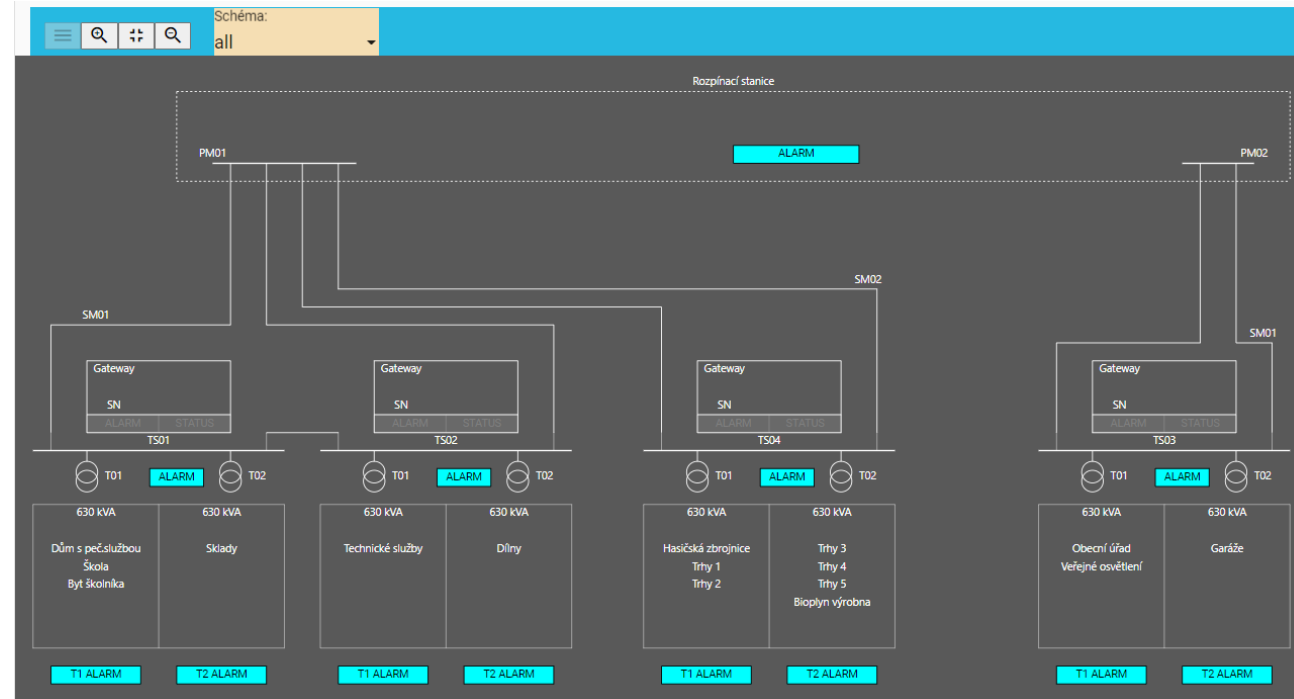 Schéma:
all
Rozpínací stanice
PM01
ALARM
PM02
SM02
SM01
SM01
Gateway
SN
ALARM STATUS
TS01
Gateway
SN
ALARM STATUS
TS02
Gateway
SN
ALARM STATUS
TS04
Gateway
SN
ALARM STATUS
TS03
T01 ALARM T02
T01 ALARM T02
T01 ALARM T02
T01 ALARM T02
630 kVA
Dům s peč.službou
Škola
Byt školníka
630 kVA
Sklady
630 kVA
Technické služby
630 kVA
Dílny
630 kVA
Hasičská zbrojnice
Trhy 1
Trhy 2
630 kVA
Trhy 3
Trhy 4
Trhy 5
Bioplyn výrobna
630 kVA
Obecní úřad
Veřejné osvětlení
630 kVA
Garáže
T1 ALARM T2 ALARM
T1 ALARM T2 ALARM
T1 ALARM T2 ALARM
T1 ALARM T2 ALARM